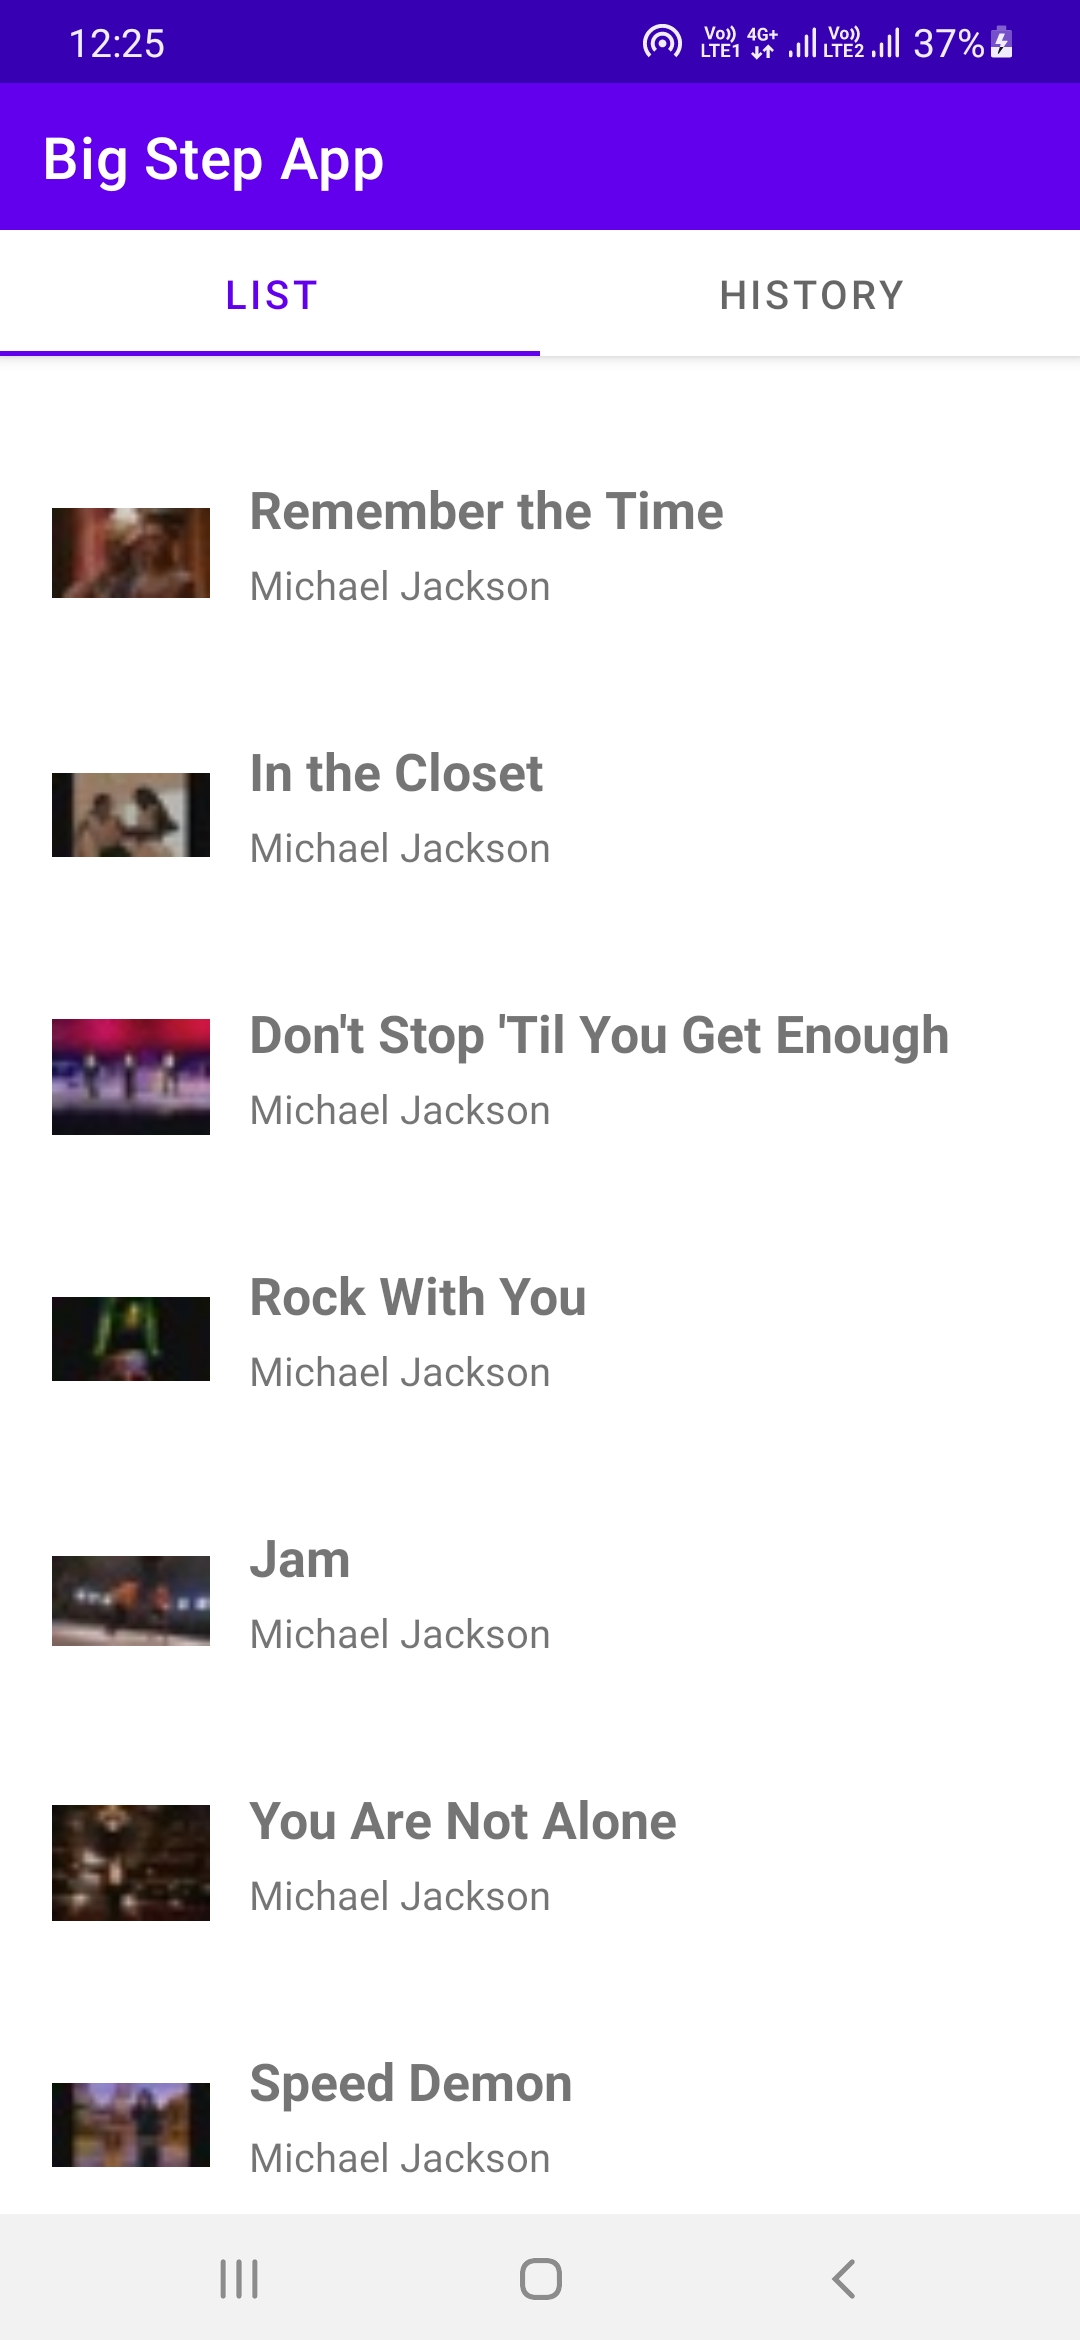 12:25
Vo)) LTE1 4G+ Vo)) LTE2 37%
Big Step App
LIST
HISTORY
Remember the Time
Michael Jackson
In the Closet
Michael Jackson
Don't Stop 'Til You Get Enough
Michael Jackson
Rock With You
Michael Jackson
Jam
Michael Jackson
You Are Not Alone
Michael Jackson
Speed Demon
Michael Jackson